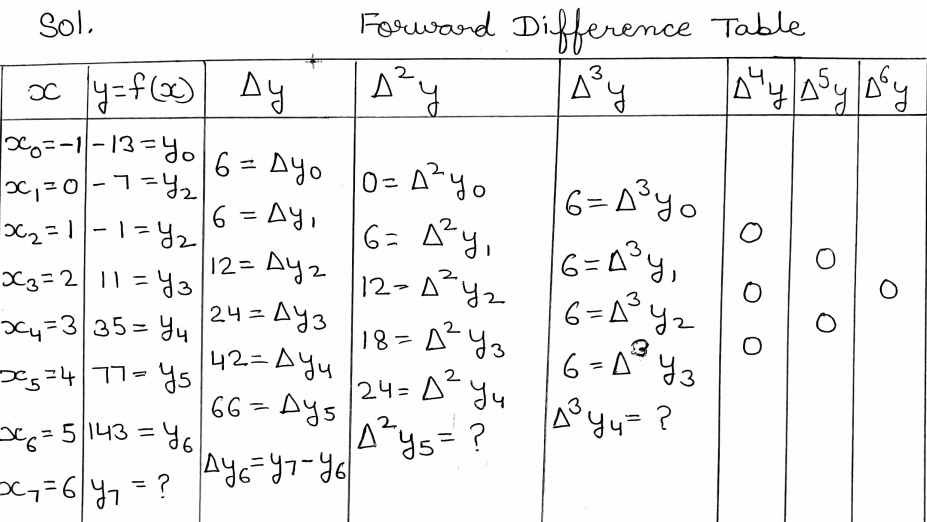 Sol. Forward Difference Table
x y=f(x) Δy Δ²y Δ³y Δ⁴y Δ⁵y Δ⁶y
x₀=-1 -13=y₀
6=Δy₀
x₁=0 -7=y₂ 0=Δ²y₀
6=Δy₁ 6=Δ³y₀
x₂=1 -1=y₂ 6=Δ²y₁ 0
12=Δy₂ 6=Δ³y₁ 0
x₃=2 11=y₃ 12-Δ²y₂ 0 0
24=Δy₃ 6=Δ³y₂ 0
x₄=3 35=y₄ 18=Δ²y₃ 0
42=Δy₄ 6=Δ³y₃
x₅=4 77=y₅ 24=Δ²y₄
66=Δy₅ Δ³y₄=?
x₆=5 143=y₆ Δ²y₅=?
Δy₆=y₇-y₆
x₇=6 y₇=?